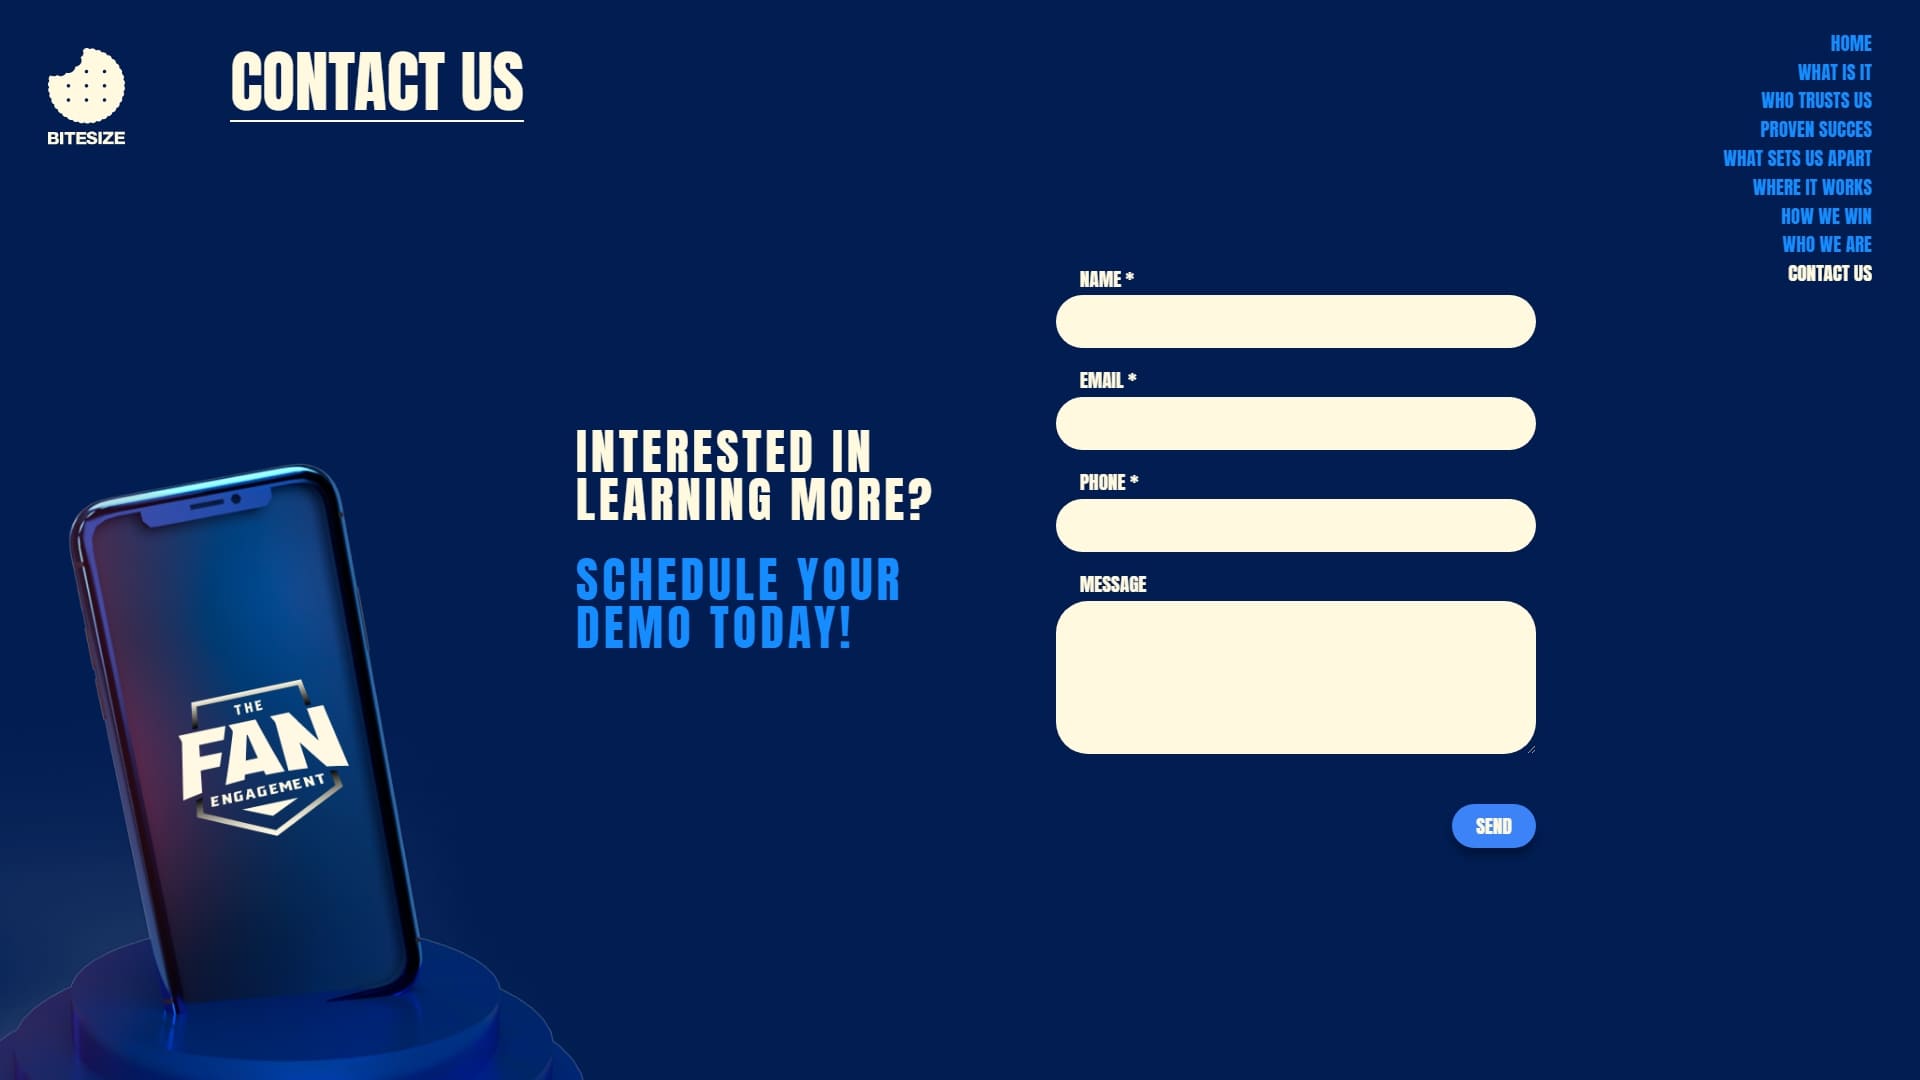 BITESIZE
CONTACT US
HOME
WHAT IS IT
WHO TRUSTS US
PROVEN SUCCES
WHAT SETS US APART
WHERE IT WORKS
HOW WE WIN
WHO WE ARE
CONTACT US
INTERESTED IN
LEARNING MORE?
SCHEDULE YOUR
DEMO TODAY!
NAME *
EMAIL *
PHONE *
MESSAGE
SEND
THE
FAN
ENGAGEMENT